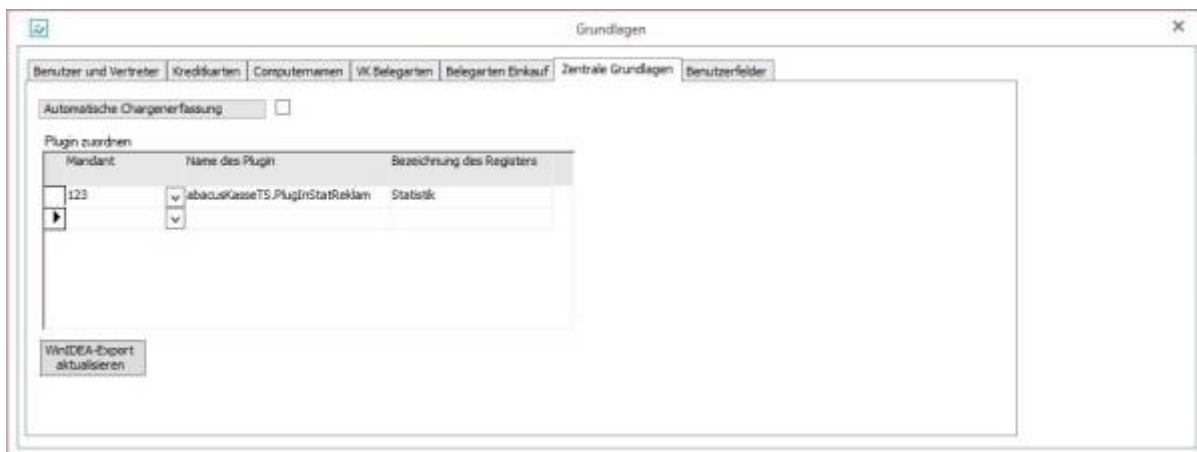 Grundlagen
Benutzer und Vertreter Kreditkarten Computernamen VK Belegarten Belegarten Einkauf Zentrale Grundlagen Benutzerfelder
Automatische Chargenerfassung
Plugin zuordnen
Mandant Name des Plugin Bezeichnung des Registers
123 abacusKasseTS.PlugInStatReklam Statistik
WinIDEA-Export
aktualisieren